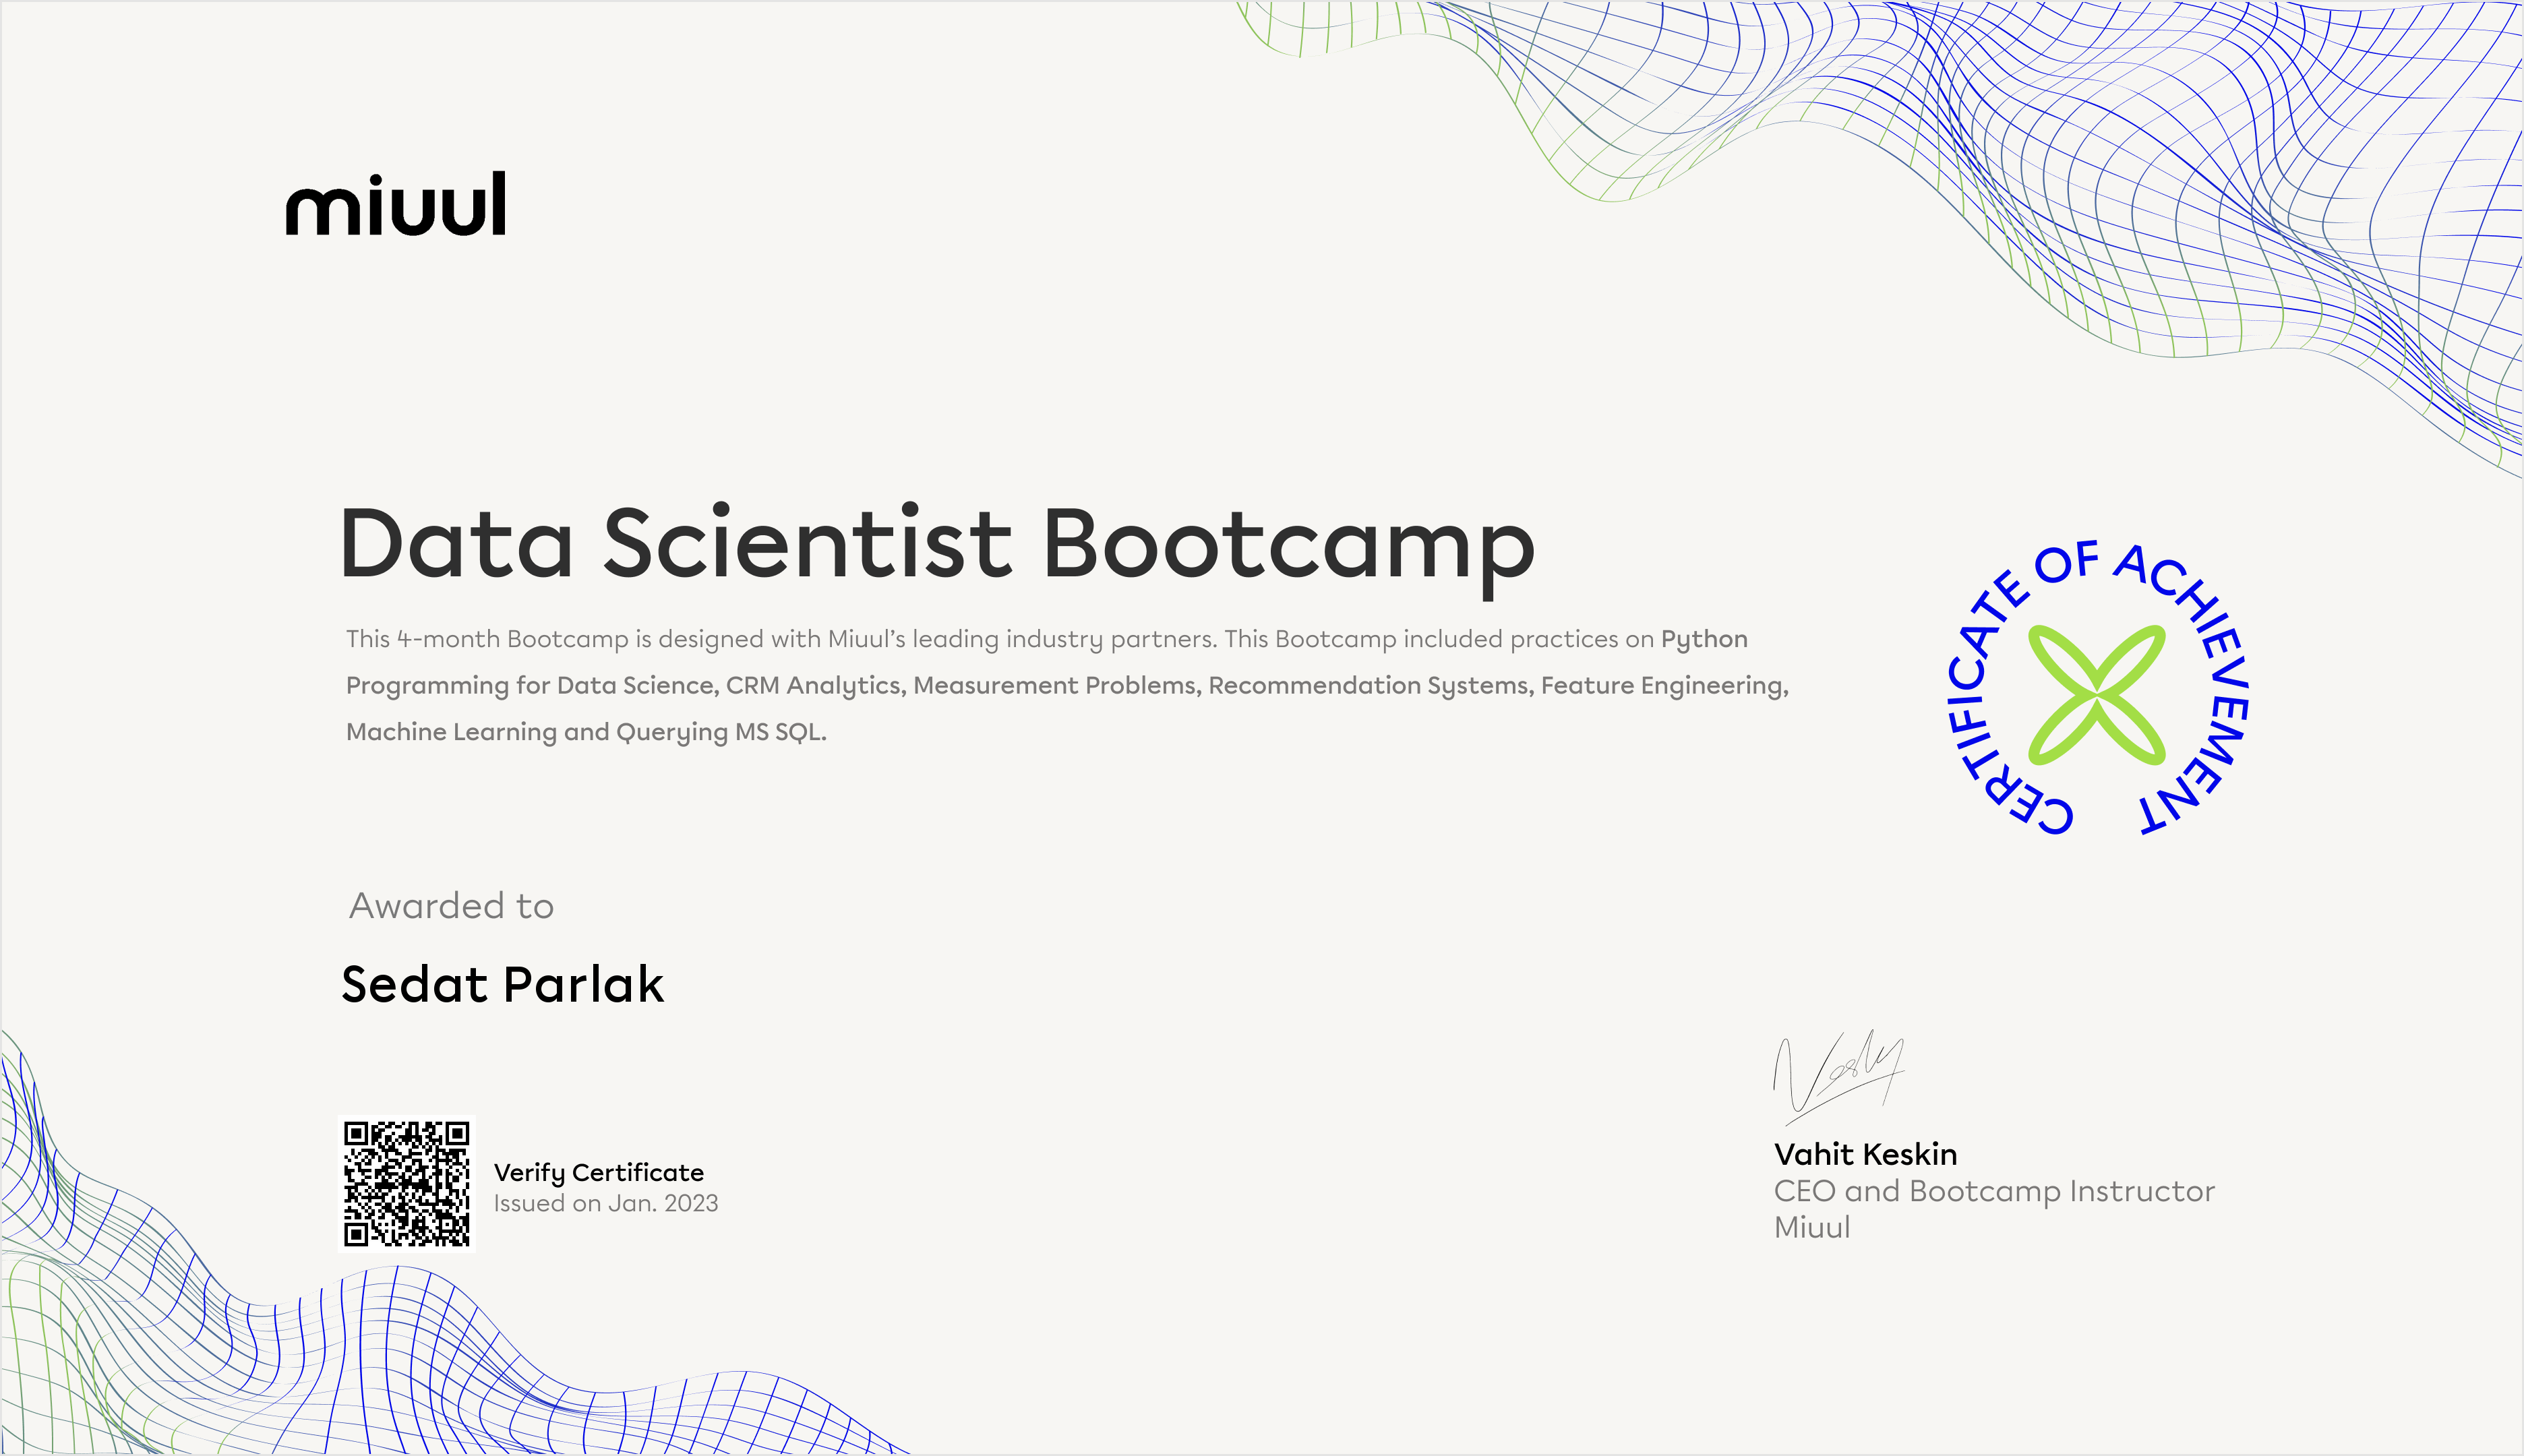 miuul
Data Scientist Bootcamp
This 4-month Bootcamp is designed with Miuul’s leading industry partners. This Bootcamp included practices on Python
Programming for Data Science, CRM Analytics, Measurement Problems, Recommendation Systems, Feature Engineering,
Machine Learning and Querying MS SQL.
CERTIFICATE OF ACHIEVEMENT
Awarded to
Sedat Parlak
Verify Certificate
Issued on Jan. 2023
Vahit Keskin
CEO and Bootcamp Instructor
Miuul